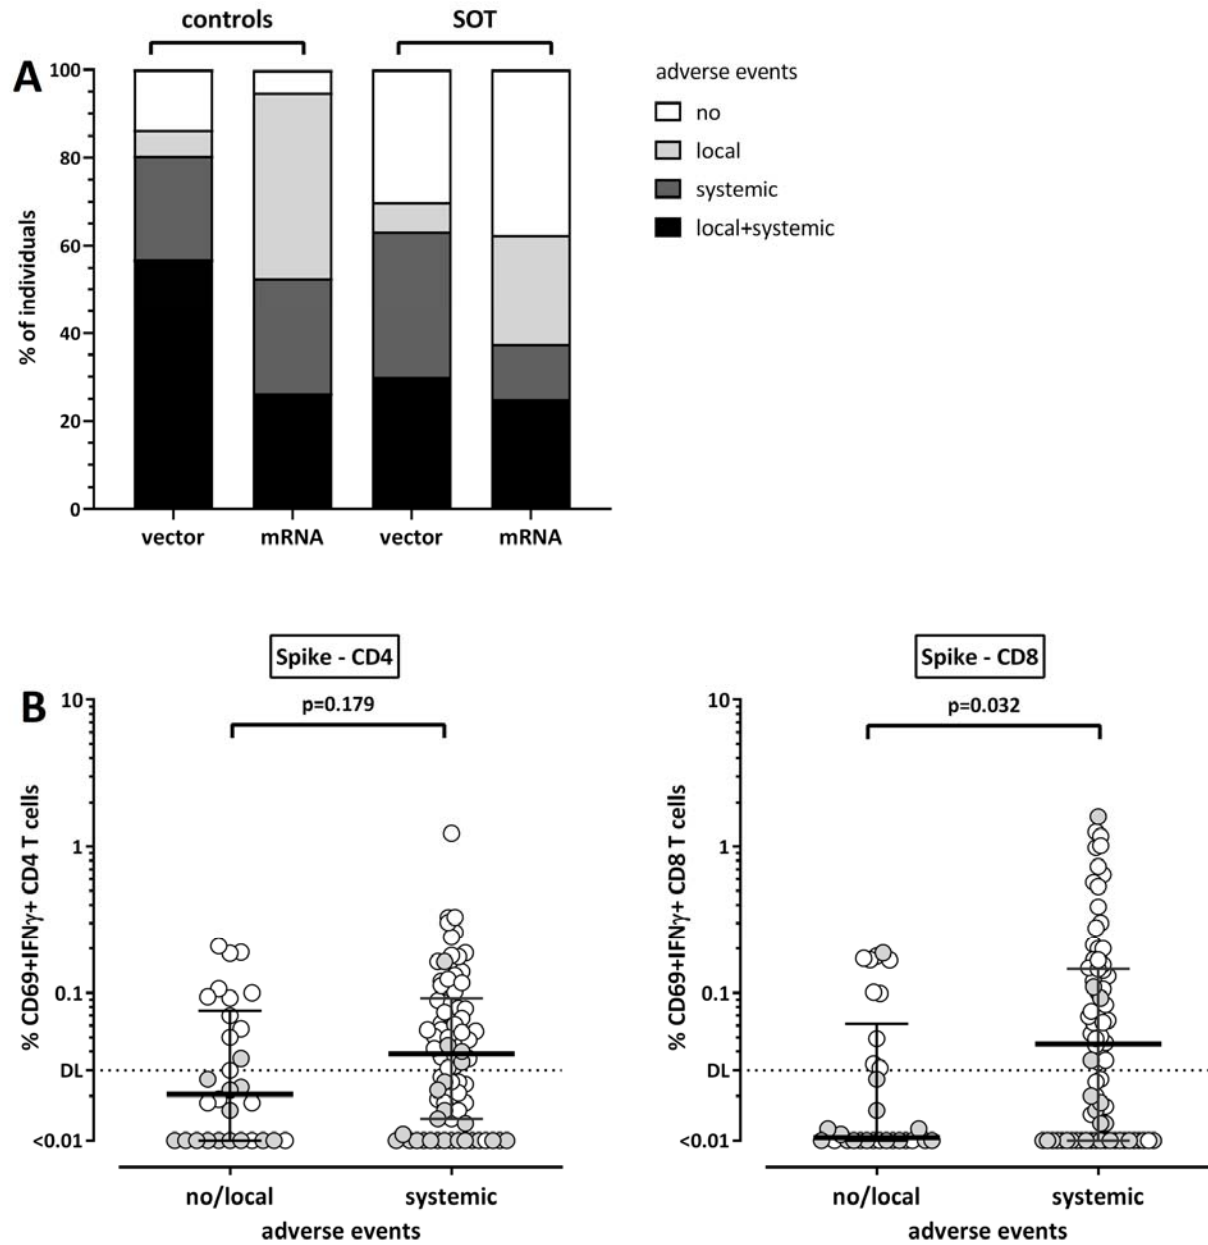 controls SOT
A
adverse events
no
local
systemic
local+systemic
% of individuals
100
80
60
40
20
0
vector mRNA vector mRNA
B
Spike - CD4
p=0.179
% CD69+IFNγ+ CD4 T cells
10
1
0.1
DL
<0.01
no/local systemic
adverse events
Spike - CD8
p=0.032
% CD69+IFNγ+ CD8 T cells
10
1
0.1
DL
<0.01
no/local systemic
adverse events